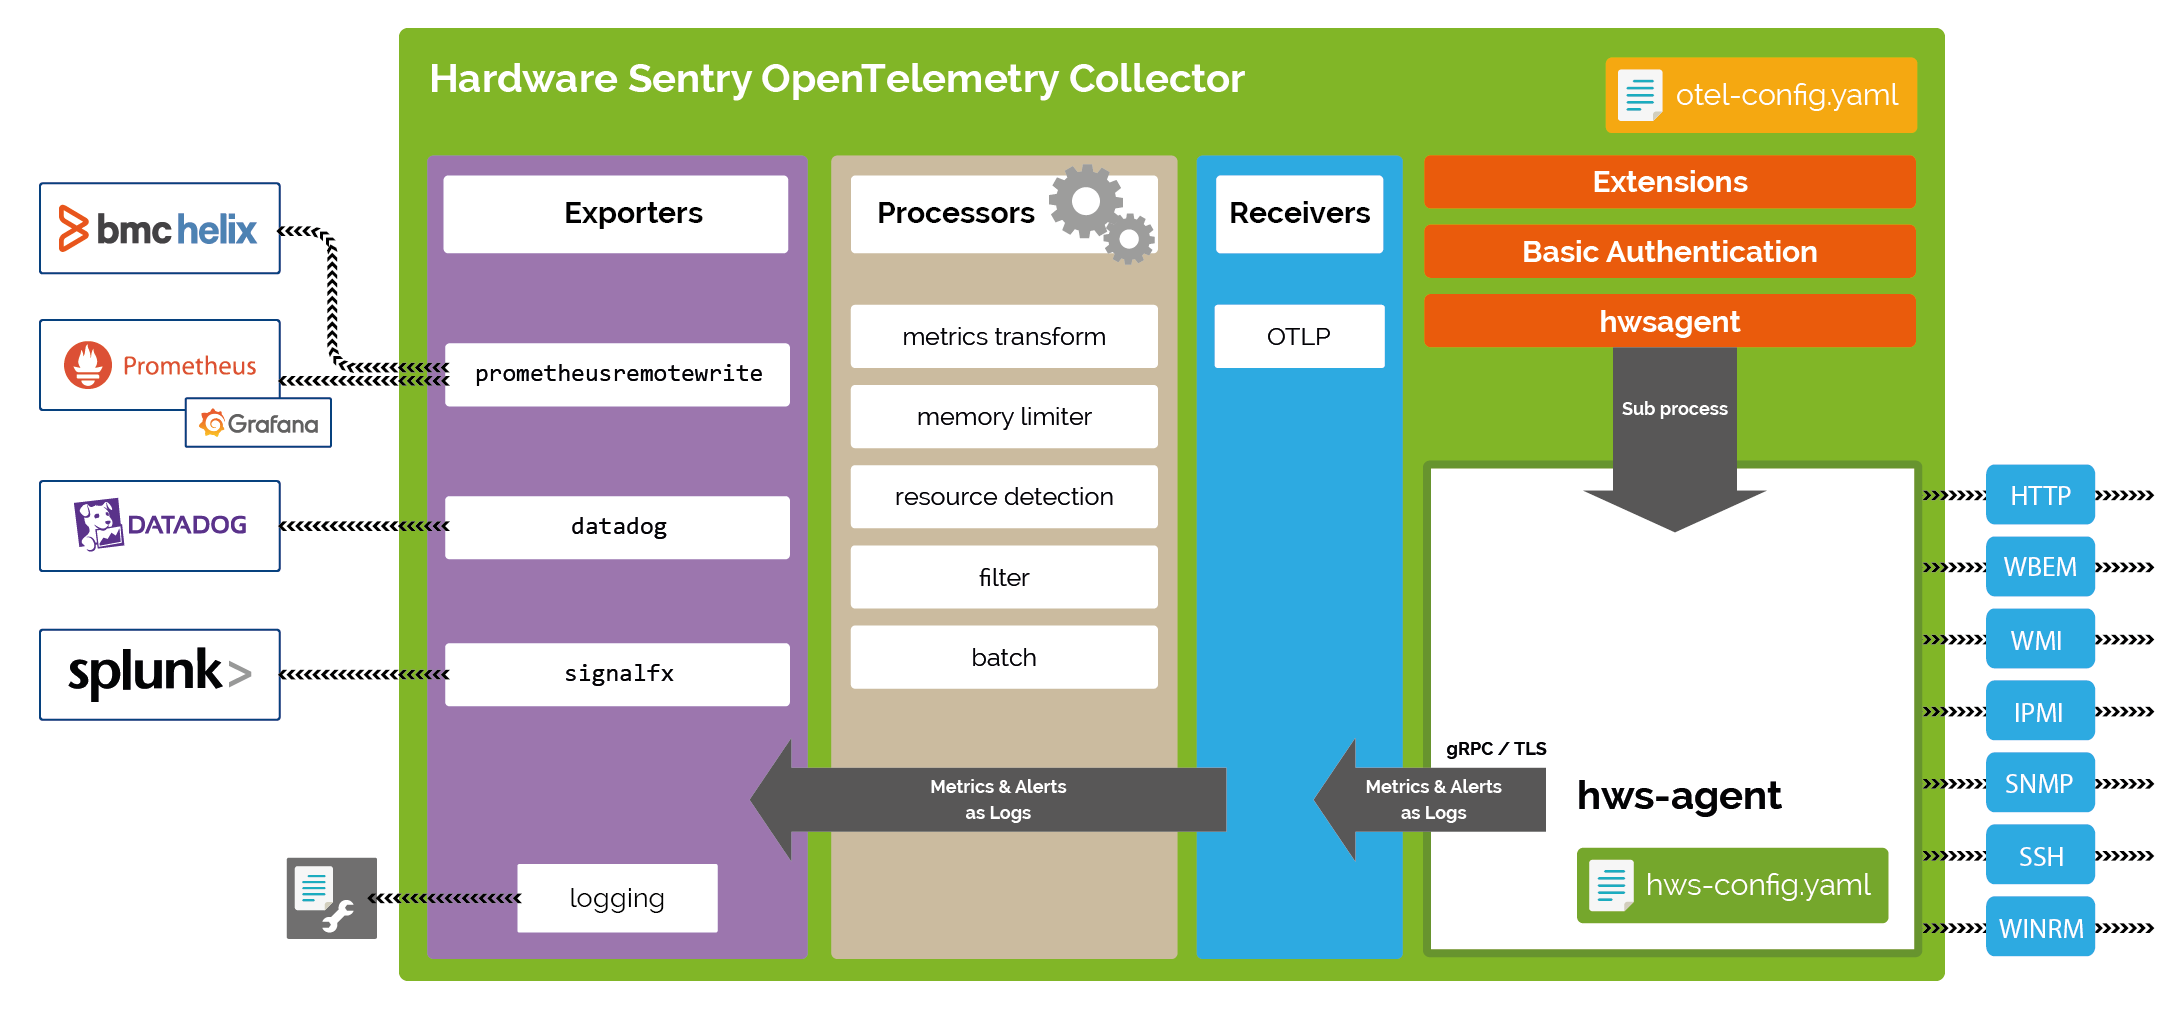 Hardware Sentry OpenTelemetry Collector
otel-config.yaml
bmc helix
Prometheus
Grafana
DATADOG
splunk>
Exporters
prometheusremotewrite
datadog
signalfx
logging
Processors
metrics transform
memory limiter
resource detection
filter
batch
Metrics & Alerts
as Logs
Receivers
OTLP
Extensions
Basic Authentication
hwsagent
Sub process
gRPC / TLS
Metrics & Alerts
as Logs
hws-agent
hws-config.yaml
HTTP
WBEM
WMI
IPMI
SNMP
SSH
WINRM